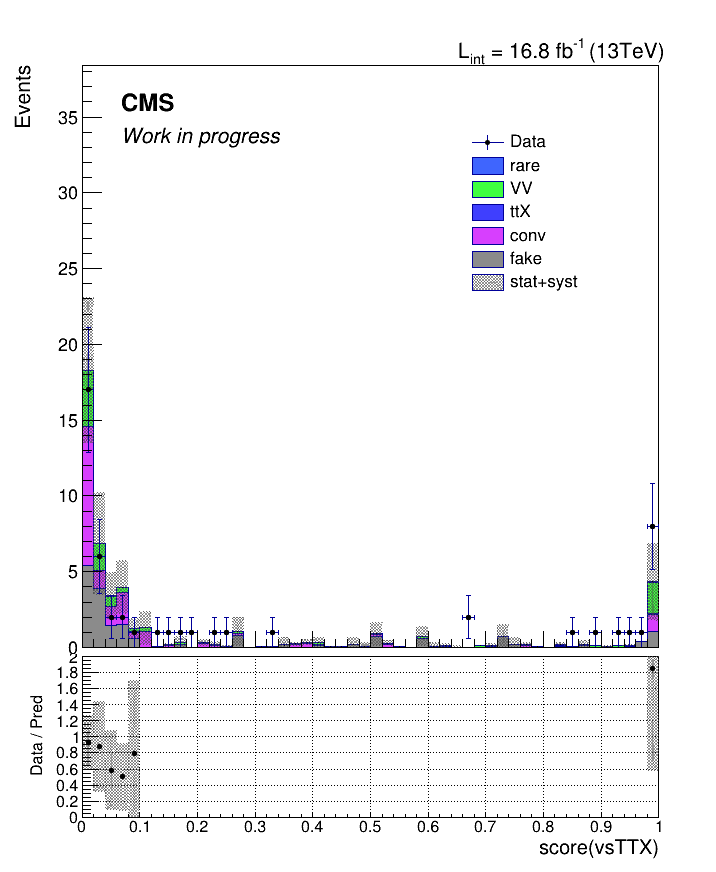 L_int = 16.8 fb^-1 (13TeV)
Events
CMS
Work in progress
Data
rare
VV
ttX
conv
fake
stat+syst
35
30
25
20
15
10
5
0
2
1.8
1.6
1.4
1.2
1
0.8
0.6
0.4
0.2
0
Data / Pred
0 0.1 0.2 0.3 0.4 0.5 0.6 0.7 0.8 0.9 1
score(vsTTX)